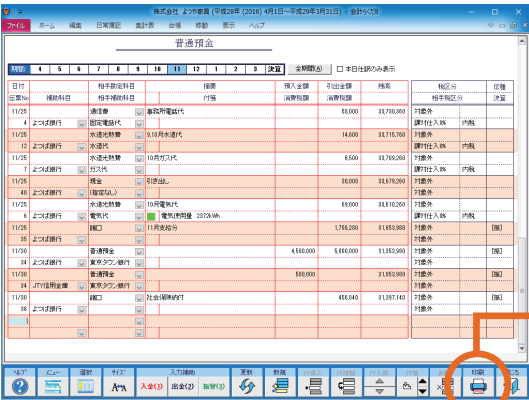 株式会社 よつや家具 (平成28年 (2016) 4月1日～平成29年3月31日) - 会計らくだ8
ファイル ホーム 編集 日常帳簿 集計表 台帳 移動 表示 ヘルプ
普通預金
期間: 4 5 6 7 8 9 10 11 12 1 2 3 決算 全期間(A) 本日仕訳のみ表示
日付 相手勘定科目 摘要 預入金額 引出金額 残高 税区分 伝種
伝票No 補助科目 相手補助科目 付箋 消費税額 消費税額 相手税区分 決算
11/25 通信費 事務所電話代 58,000 33,730,360 対象外
4 よつば銀行 固定電話代 課対仕入8% 内税
11/25 水道光熱費 9,10月水道代 14,600 33,715,760 対象外
12 よつば銀行 水道代 課対仕入8% 内税
11/25 水道光熱費 10月ガス代 6,500 33,709,260 対象外
7 よつば銀行 ガス代 課対仕入8% 内税
11/25 現金 引き出し 30,000 33,679,260 対象外
40 よつば銀行 (指定なし) 対象外
11/25 水道光熱費 10月電気代 69,000 33,610,260 対象外
6 よつば銀行 電気代 電気使用量 2372kWh 課対仕入8% 内税
11/25 諸口 11月支給分 1,756,280 31,853,980 対象外 [振]
35 よつば銀行 対象外
11/30 普通預金 4,500,000 5,000,000 31,353,980 対象外 [振]
34 よつば銀行 東京タウン銀行 対象外
11/30 普通預金 500,000 31,853,980 対象外 [振]
34 JTY信用金庫 東京タウン銀行 対象外
11/30 諸口 社会保険納付 456,840 31,397,140 対象外 [振]
36 よつば銀行 対象外
ヘルプ メニュー 選択 サイズ 入力補助 更新 新規 印刷
入金(1) 出金(2) 振替(3)